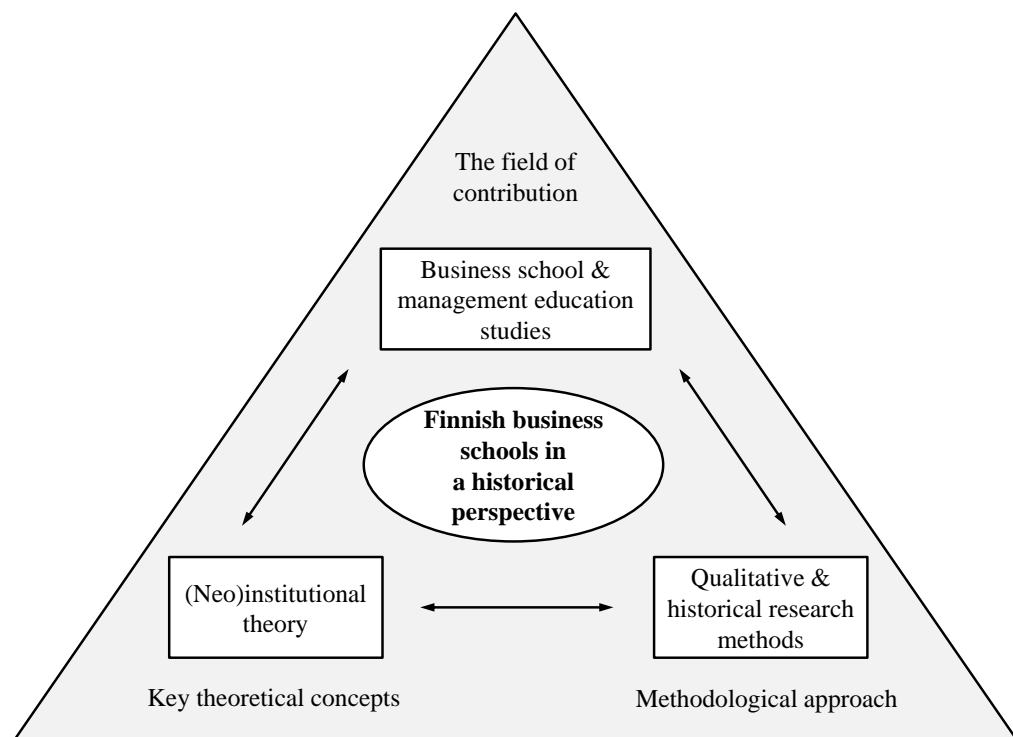 The field of
contribution
Business school &
management education
studies
Finnish business
schools in
a historical
perspective
(Neo)institutional
theory
Qualitative &
historical research
methods
Key theoretical concepts
Methodological approach